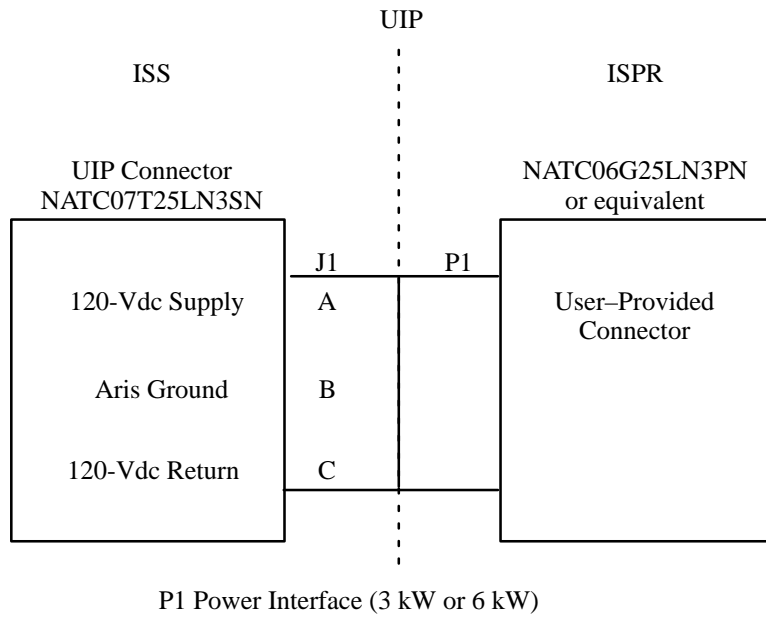 UIP
ISS
ISPR
UIP Connector
NATC07T25LN3SN
NATC06G25LN3PN
or equivalent
J1
P1
120-Vdc Supply
A
User–Provided
Connector
Aris Ground
B
120-Vdc Return
C
P1 Power Interface (3 kW or 6 kW)